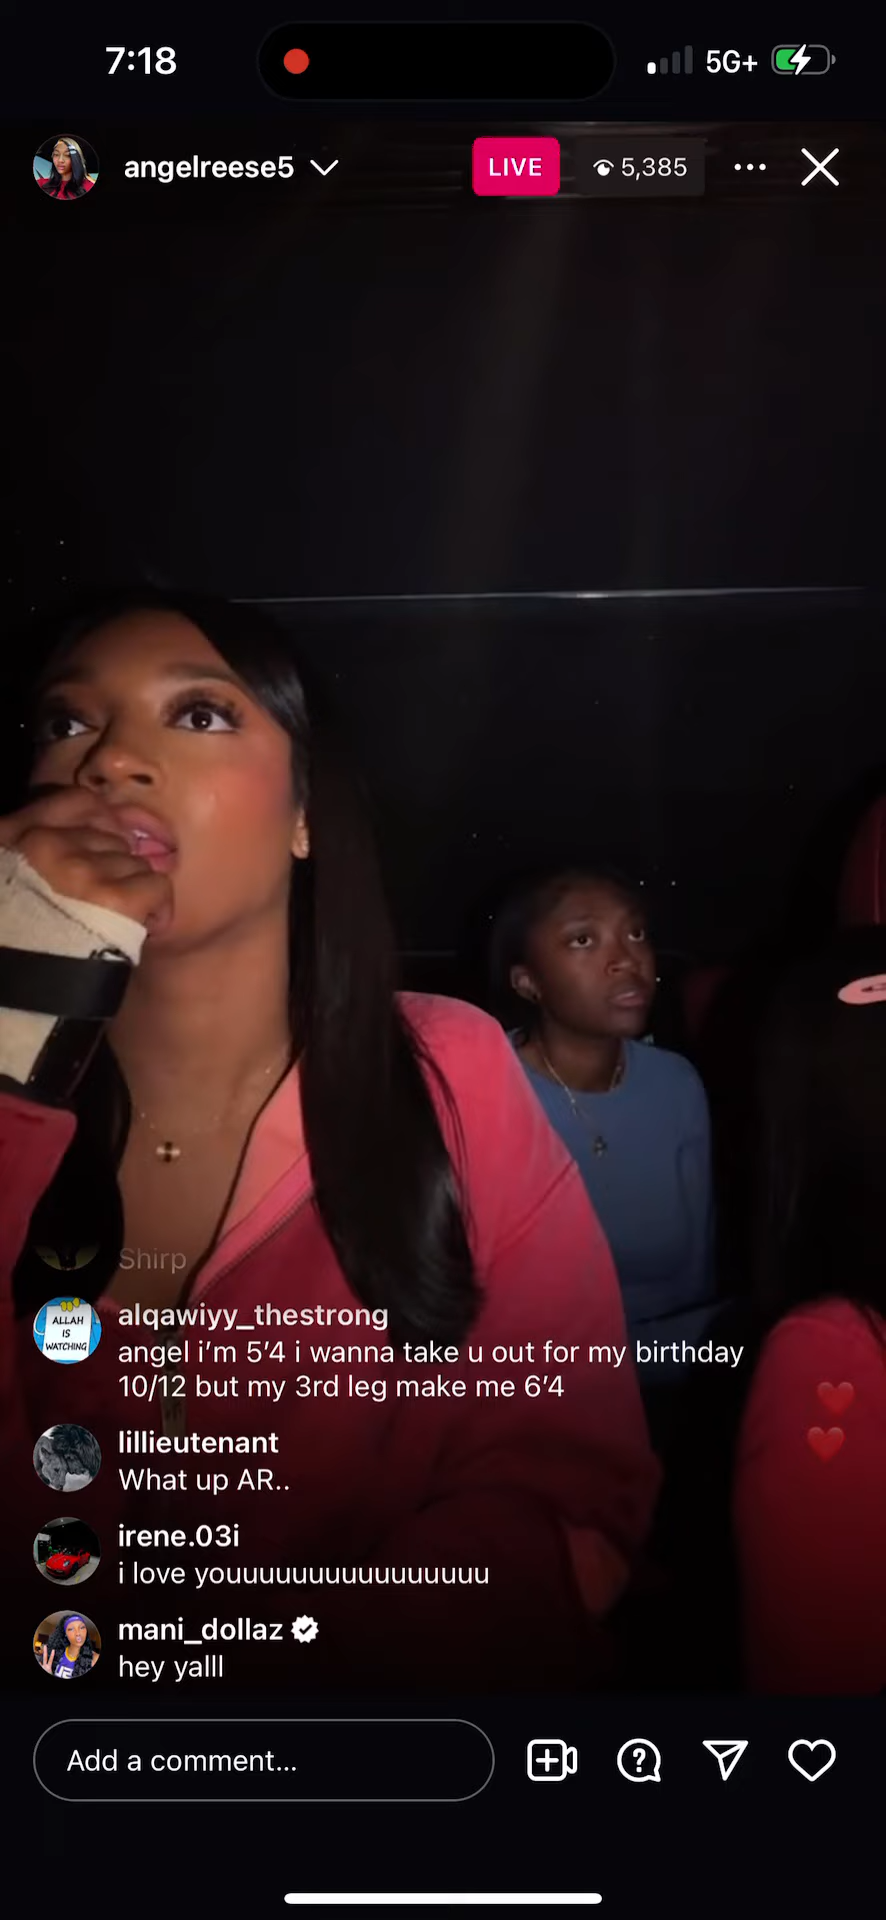 7:18
5G+
angelreese5
LIVE
5,385
Shirp
ALLAH
IS
WATCHING
alqawiyy_thestrong
angel i’m 5’4 i wanna take u out for my birthday
10/12 but my 3rd leg make me 6’4
lillieutenant
What up AR..
irene.03i
i love youuuuuuuuuuuuuuuuu
mani_dollaz
hey yalll
Add a comment...